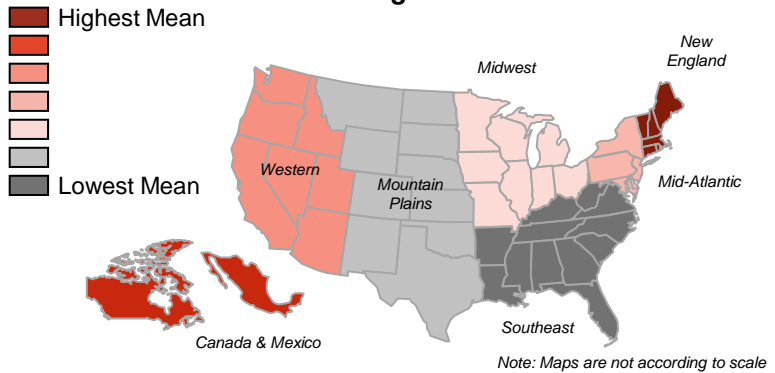 Highest Mean
Lowest Mean
New
England
Midwest
Western
Mountain
Plains
Mid-Atlantic
Southeast
Canada & Mexico
Note: Maps are not according to scale